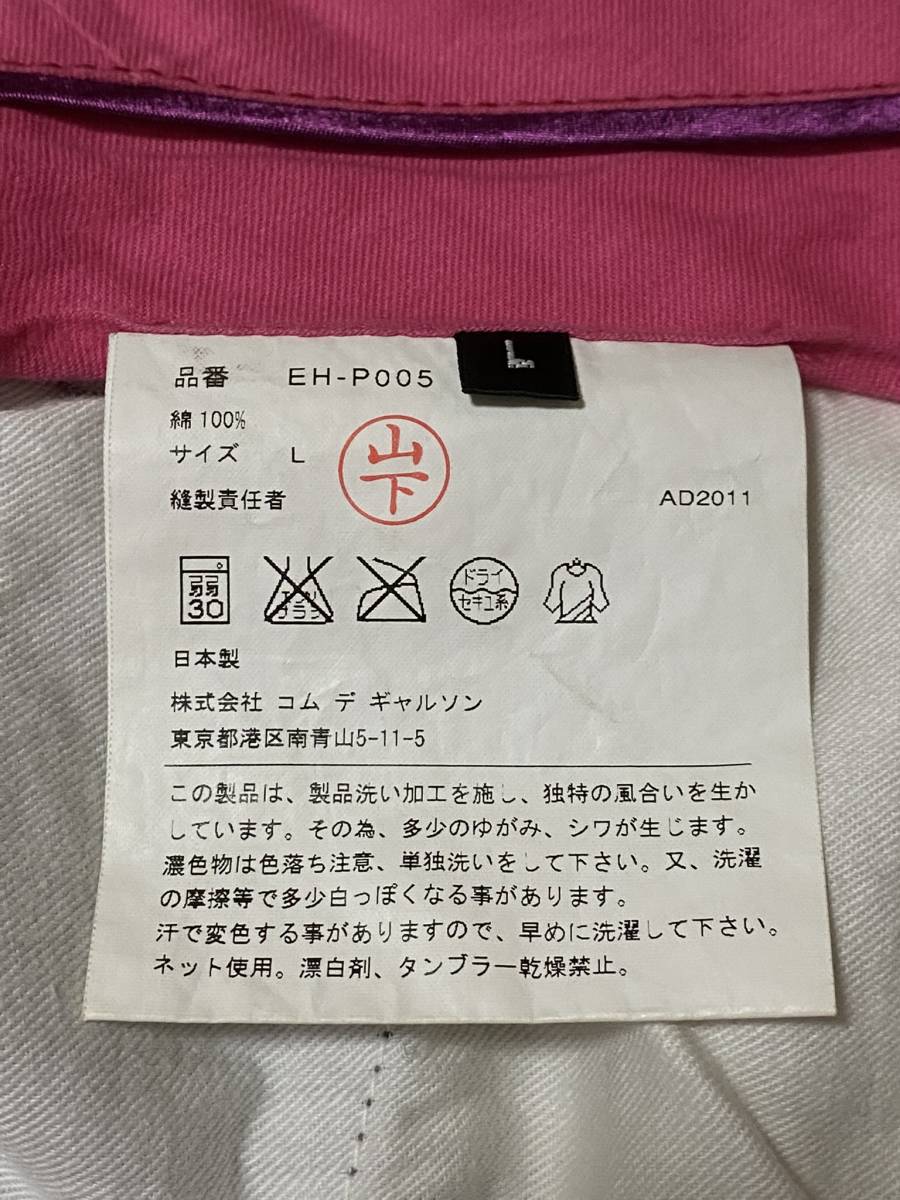 L
品番 EH-P005
綿100%
サイズ L
山下
縫製責任者 AD2011
弱
30
エンソ
サラシ
ドライ
セキユ系
日本製
株式会社 コム デ ギャルソン
東京都港区南青山5-11-5
この製品は、製品洗い加工を施し、独特の風合いを生か
しています。その為、多少のゆがみ、シワが生じます。
濃色物は色落ち注意、単独洗いをして下さい。又、洗濯
の摩擦等で多少白っぽくなる事があります。
汗で変色する事がありますので、早めに洗濯して下さい。
ネット使用。漂白剤、タンブラー乾燥禁止。